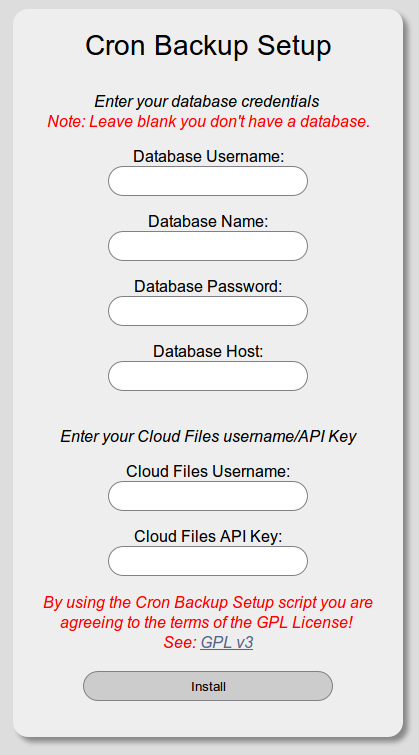 Cron Backup Setup
Enter your database credentials
Note: Leave blank you don't have a database.
Database Username:
Database Name:
Database Password:
Database Host:
Enter your Cloud Files username/API Key
Cloud Files Username:
Cloud Files API Key:
By using the Cron Backup Setup script you are
agreeing to the terms of the GPL License!
See: GPL v3
Install